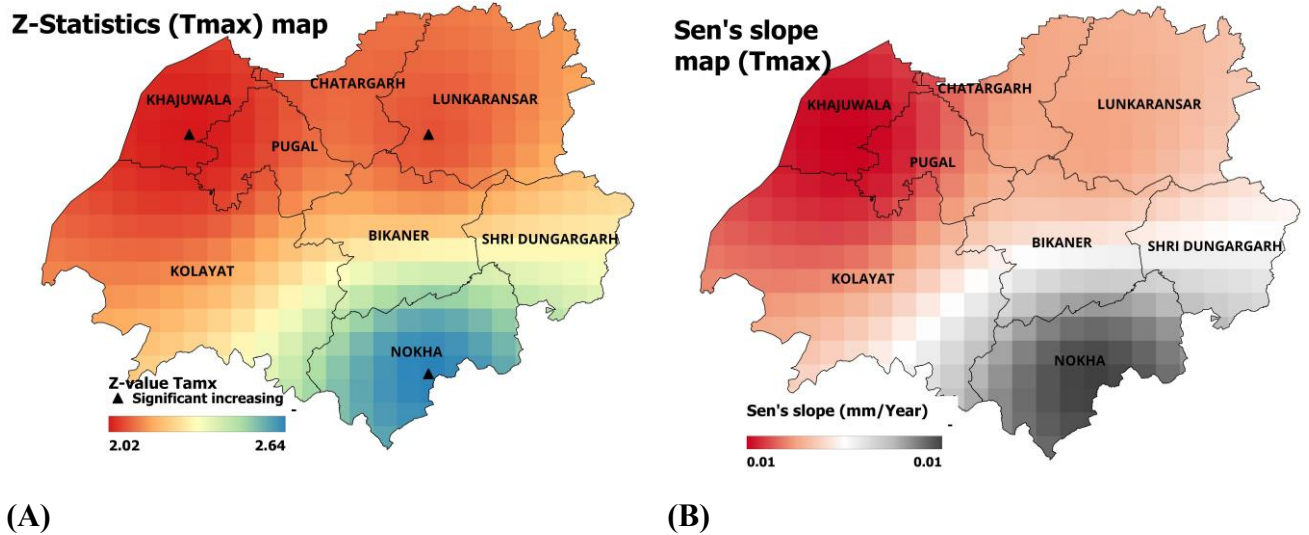 Z-Statistics (Tmax) map
CHATARGARH
KHAJUWALA
LUNKARANSAR
PUGAL
BIKANER
SHRI DUNGARGARH
KOLAYAT
NOKHA
Z-value Tamx
▲ Significant increasing
2.02 2.64
(A)
Sen's slope
map (Tmax)
CHATARGARH
KHAJUWALA
LUNKARANSAR
PUGAL
BIKANER
SHRI DUNGARGARH
KOLAYAT
NOKHA
Sen's slope (mm/Year)
0.01 0.01
(B)